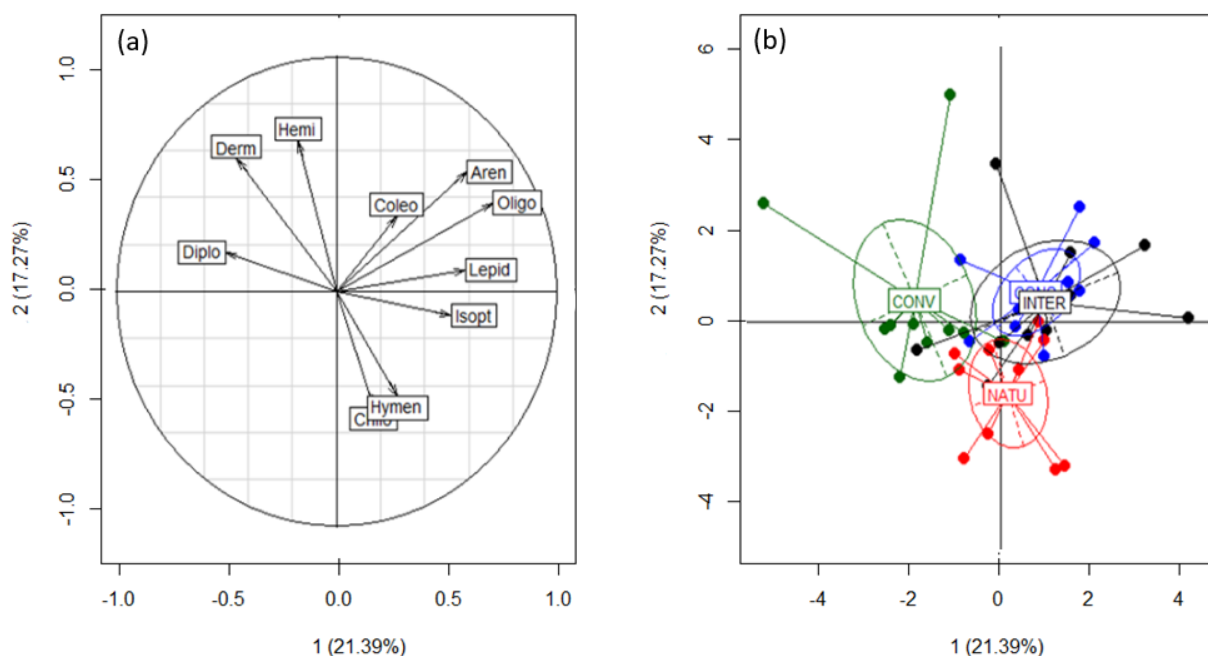 (a)
1.0
0.5
0.0
-0.5
-1.0
2 (17.27%)
Hemi
Derm
Aren
Coleo
Oligo
Diplo
Lepid
Isopt
Hymen
-1.0 -0.5 0.0 0.5 1.0
1 (21.39%)
(b)
6
4
2
0
-2
-4
2 (17.27%)
CONV
INTER
NATU
-4 -2 0 2 4
1 (21.39%)